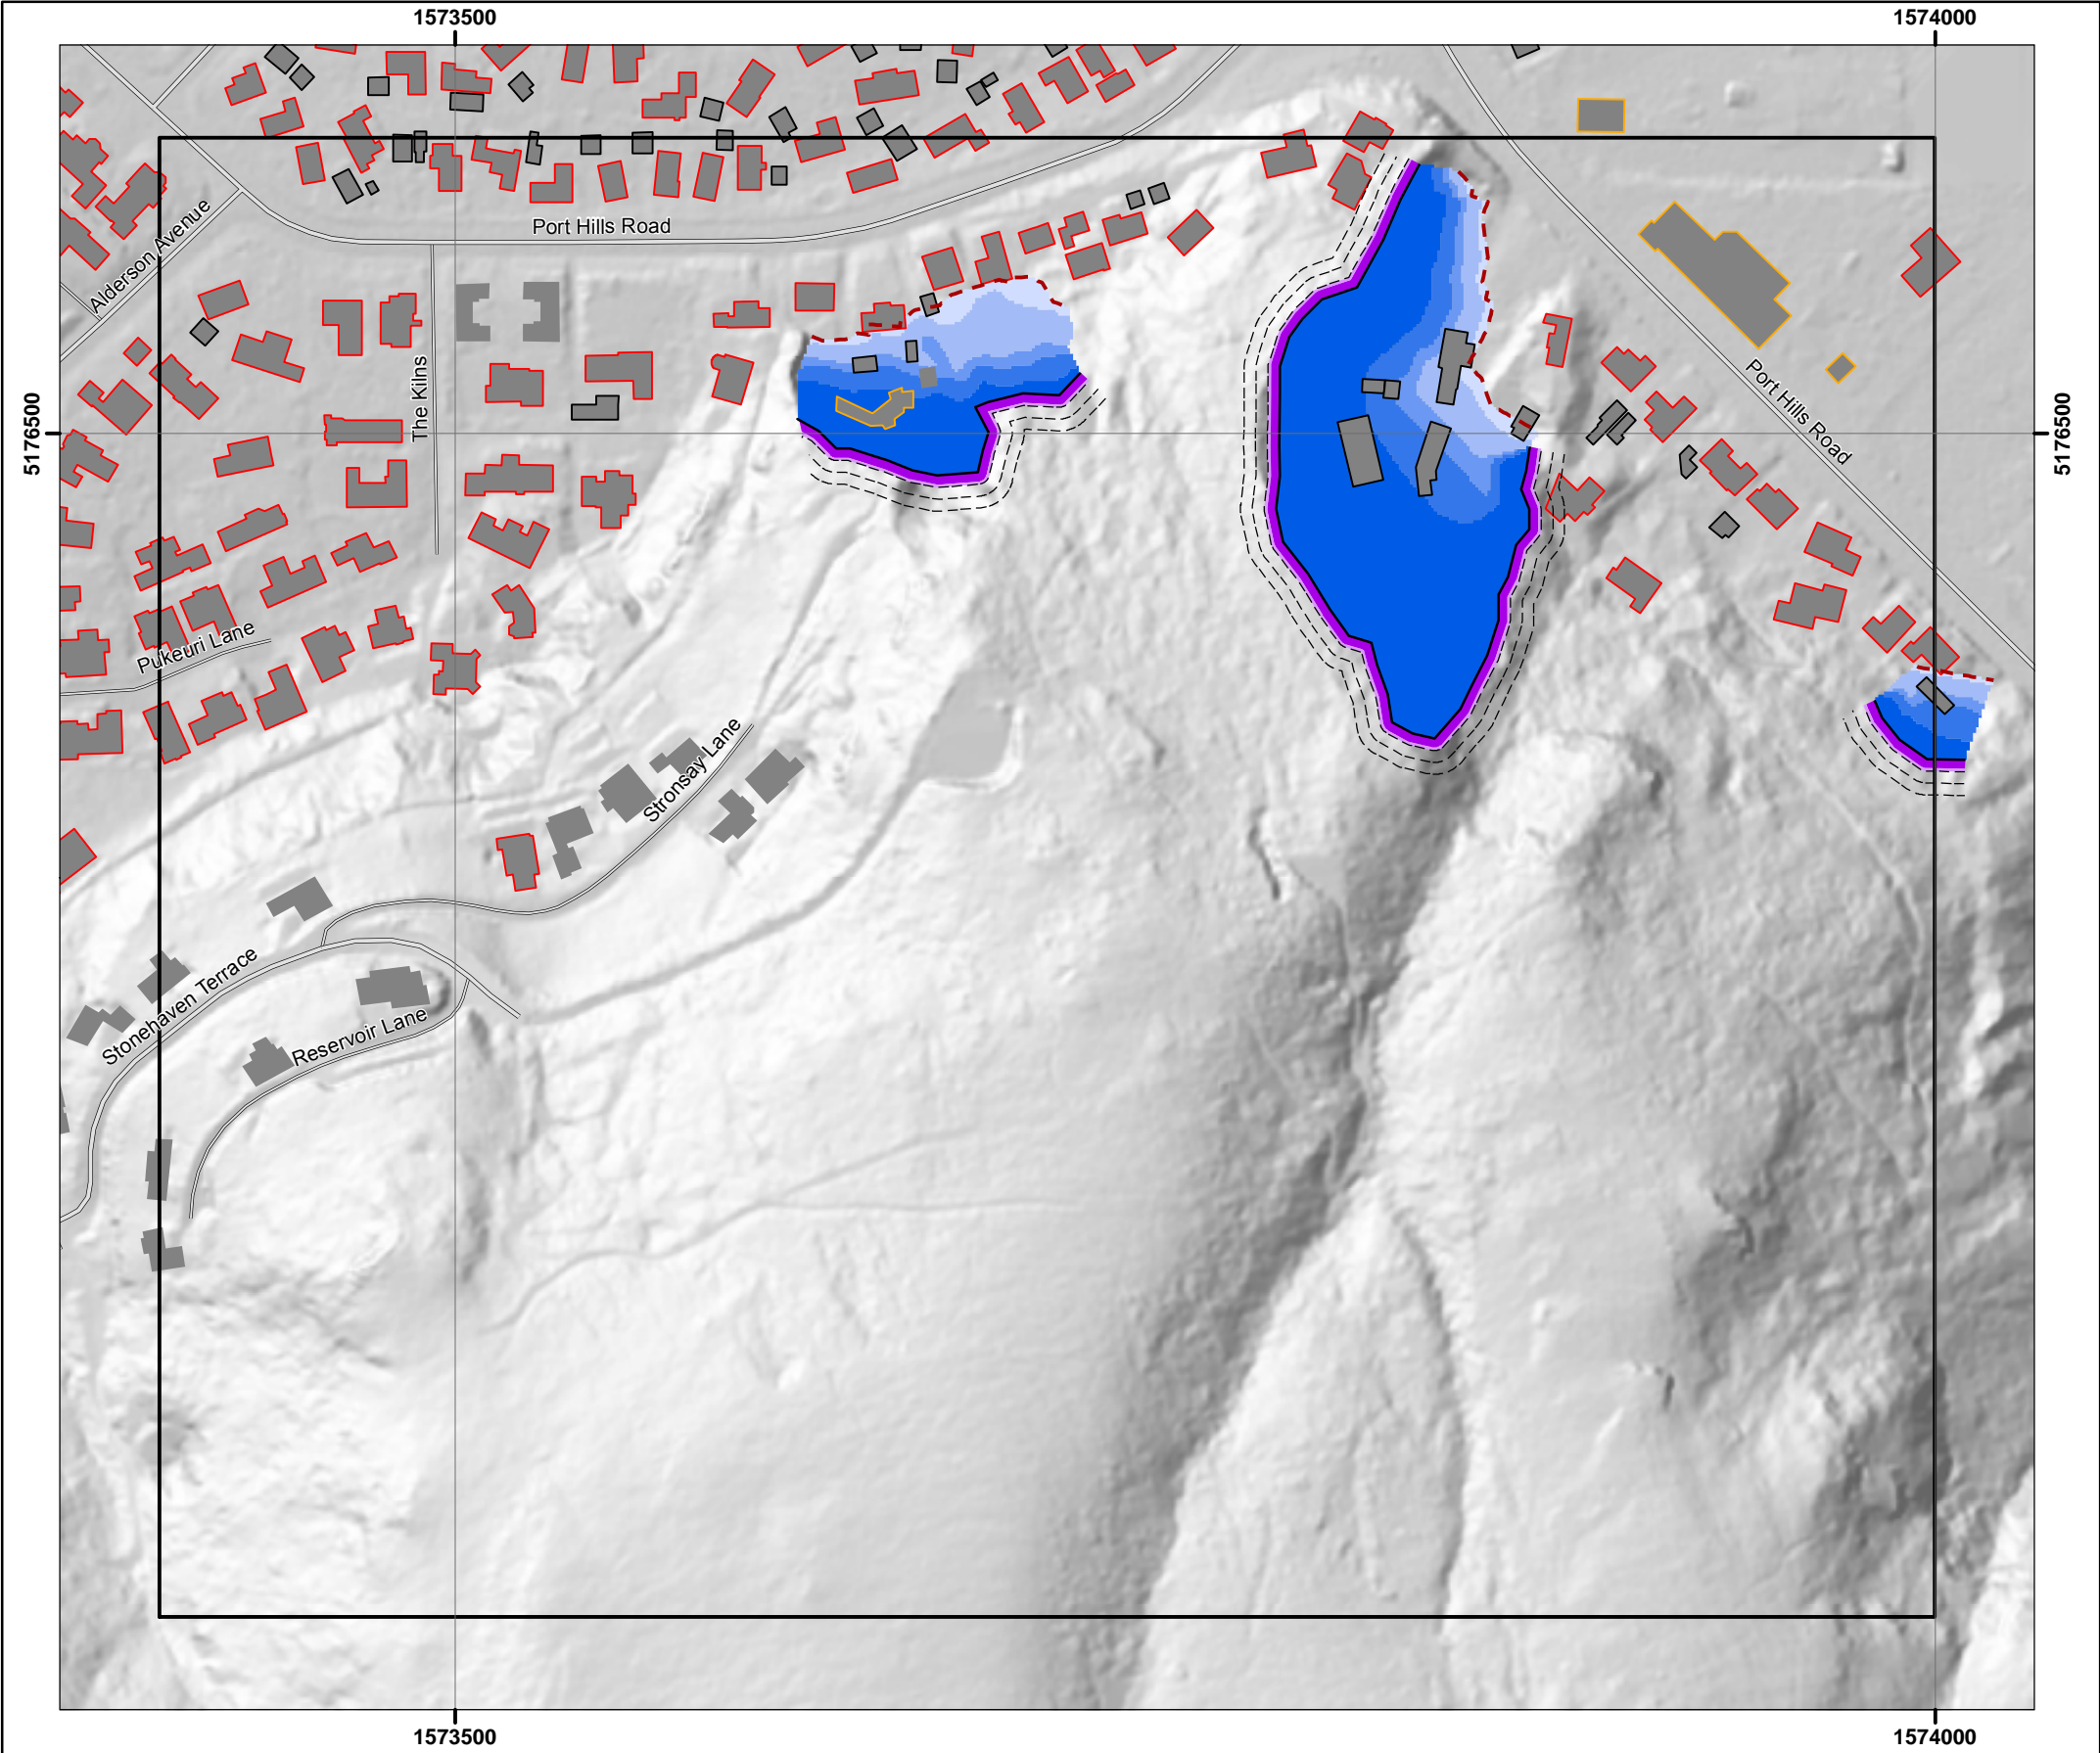 1573500
1574000
Port Hills Road
Alderson Avenue
The Kilns
Port Hills Road
5176500
5176500
Pukeuri Lane
Stronsay Lane
Stonehaven Terrace
Reservoir Lane
1573500
1574000